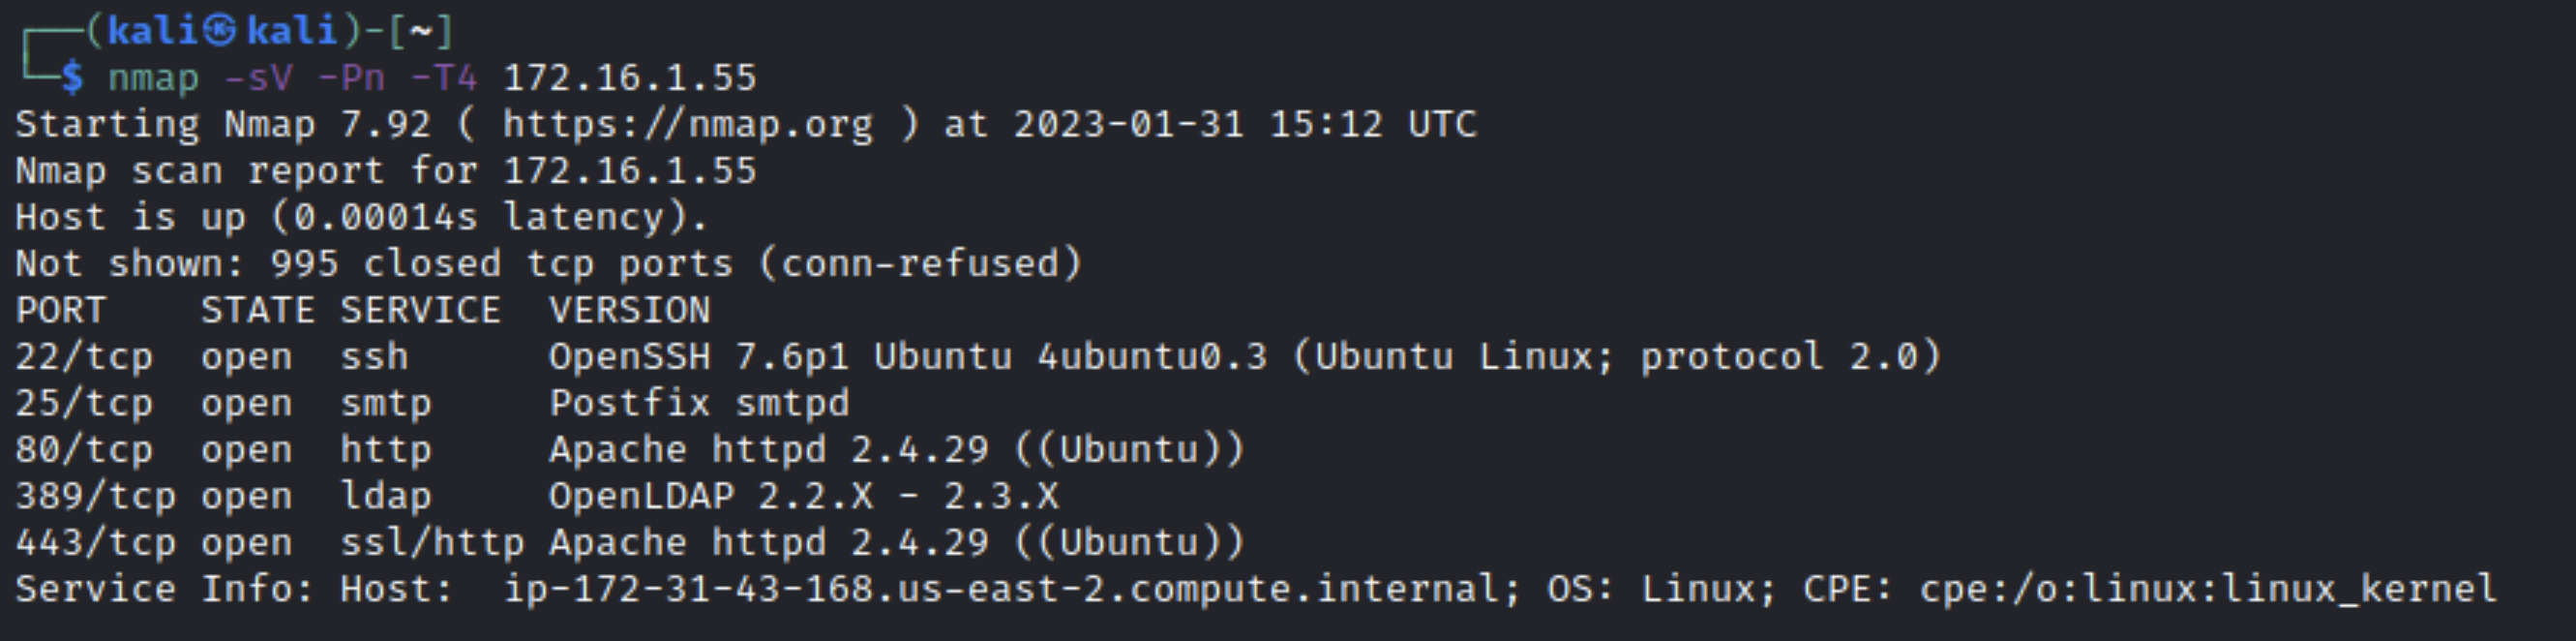 ┌──(kali㉿kali)-[~]
└─$ nmap -sV -Pn -T4 172.16.1.55
Starting Nmap 7.92 ( https://nmap.org ) at 2023-01-31 15:12 UTC
Nmap scan report for 172.16.1.55
Host is up (0.00014s latency).
Not shown: 995 closed tcp ports (conn-refused)
PORT    STATE SERVICE  VERSION
22/tcp  open  ssh      OpenSSH 7.6p1 Ubuntu 4ubuntu0.3 (Ubuntu Linux; protocol 2.0)
25/tcp  open  smtp     Postfix smtpd
80/tcp  open  http     Apache httpd 2.4.29 ((Ubuntu))
389/tcp open  ldap     OpenLDAP 2.2.X - 2.3.X
443/tcp open  ssl/http Apache httpd 2.4.29 ((Ubuntu))
Service Info: Host:  ip-172-31-43-168.us-east-2.compute.internal; OS: Linux; CPE: cpe:/o:linux:linux_kernel